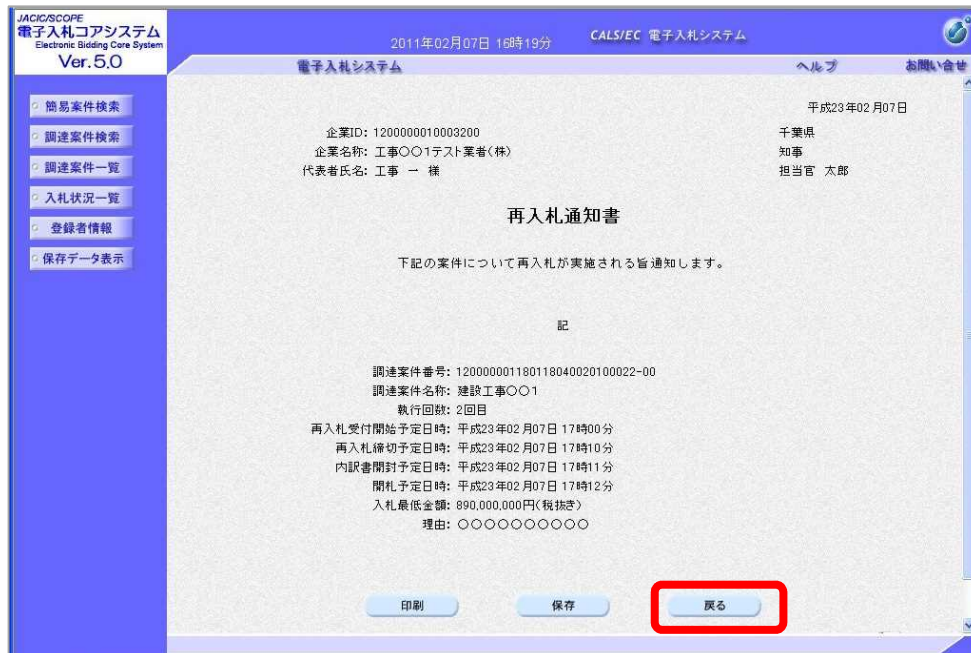 JACIC/SCOPE
電子入札コアシステム
Electronic Bidding Core System
Ver.5.0
2011年02月07日 16時19分
CALS/EC 電子入札システム
電子入札システム
ヘルプ
お問い合せ
簡易案件検索
調達案件検索
調達案件一覧
入札状況一覧
登録者情報
保存データ表示
平成23年02月07日
企業ID: 1200000010003200
千葉県
企業名称: 工事〇〇1テスト業者(株)
知事
代表者氏名: 工事 一 様
担当官 太郎
再入札通知書
下記の案件について再入札が実施される旨通知します。
記
調達案件番号: 120000001180118040020100022-00
調達案件名称: 建設工事〇〇1
執行回数: 2回目
再入札受付開始予定日時: 平成23年02月07日 17時00分
再入札締切予定日時: 平成23年02月07日 17時10分
内訳書開封予定日時: 平成23年02月07日 17時11分
開札予定日時: 平成23年02月07日 17時12分
入札最低金額: 890,000,000円(税抜き)
理由: 〇〇〇〇〇〇〇〇〇〇
印刷
保存
戻る